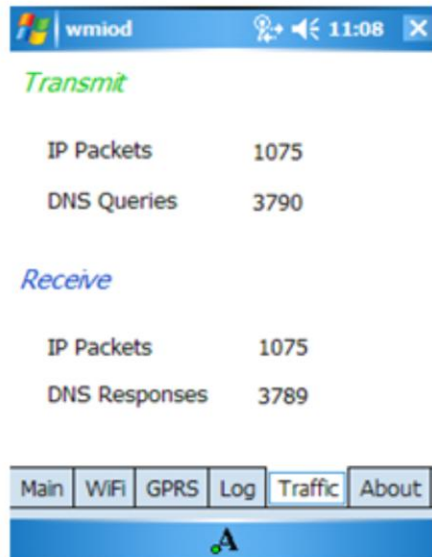 wmiod 11:08
Transmit
IP Packets 1075
DNS Queries 3790
Receive
IP Packets 1075
DNS Responses 3789
Main WiFi GPRS Log Traffic About
A